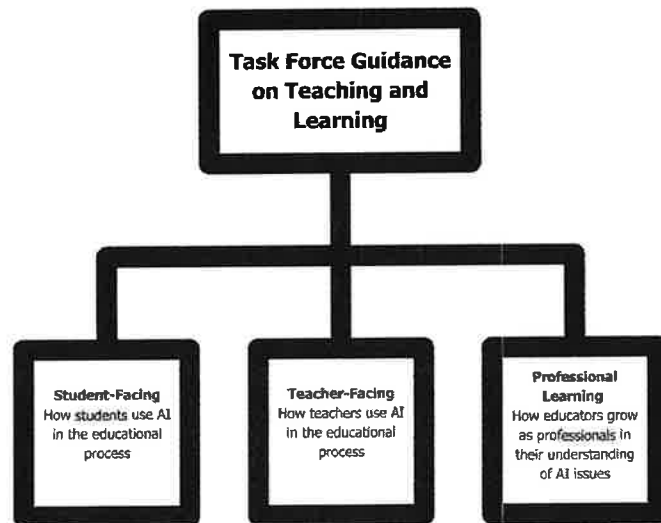 Task Force Guidance
on Teaching and
Learning
Student-Facing
How students use AI
in the educational
process
Teacher-Facing
How teachers use AI
in the educational
process
Professional
Learning
How educators grow
as professionals in
their understanding
of AI issues